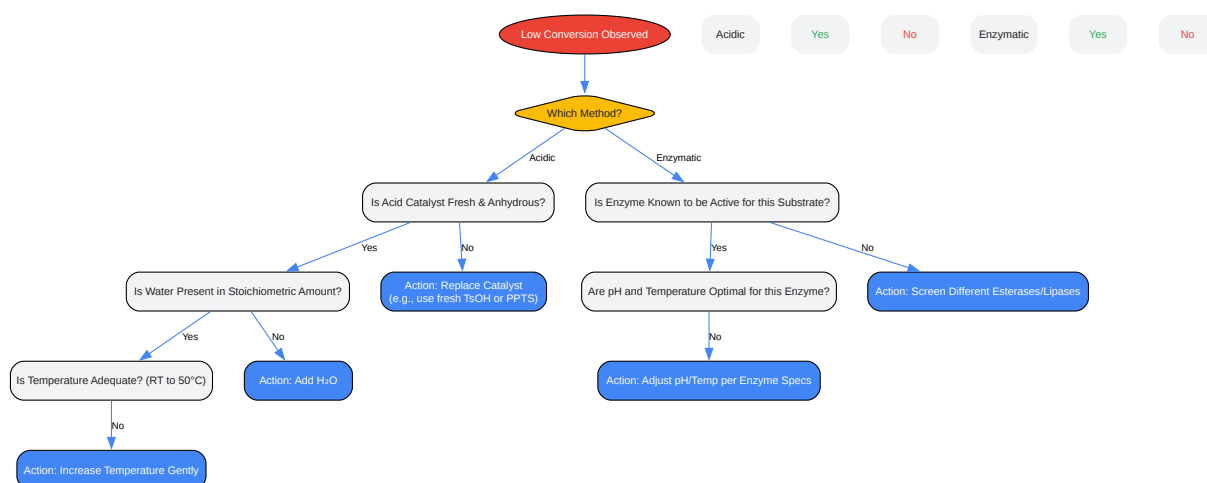 Low Conversion Observed
Acidic
Yes
No
Enzymatic
Yes
No
Which Method?
Acidic
Enzymatic
Is Acid Catalyst Fresh & Anhydrous?
Is Enzyme Known to be Active for this Substrate?
Yes
No
Yes
No
Is Water Present in Stoichiometric Amount?
Action: Replace Catalyst
(e.g., use fresh TsOH or PPTS)
Are pH and Temperature Optimal for this Enzyme?
Action: Screen Different Esterases/Lipases
Yes
No
No
Is Temperature Adequate? (RT to 50°C)
Action: Add H₂O
Action: Adjust pH/Temp per Enzyme Specs
No
Action: Increase Temperature Gently